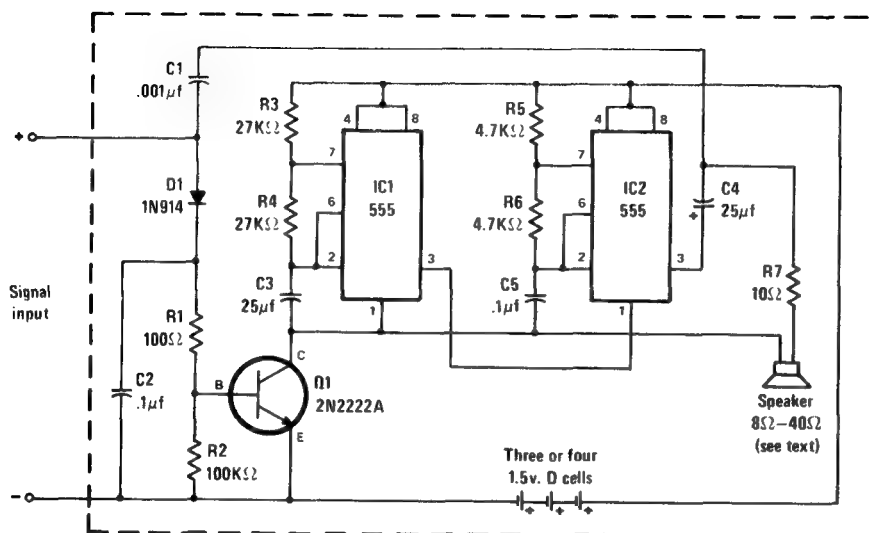 C1
.001µf
R3
27KΩ
4
8
R5
4.7KΩ
4
8
+
7
7
D1
1N914
R4
27KΩ
6
IC1
555
R6
4.7KΩ
6
IC2
555
C4
25µf
+
2
3
2
3
Signal
input
C3
25µf
1
C5
.1µf
1
R7
10Ω
R1
100Ω
C
C2
.1µf
B
Q1
2N2222A
Speaker
8Ω–40Ω
(see text)
E
R2
100KΩ
Three or four
1.5v. D cells
–
+
+
+